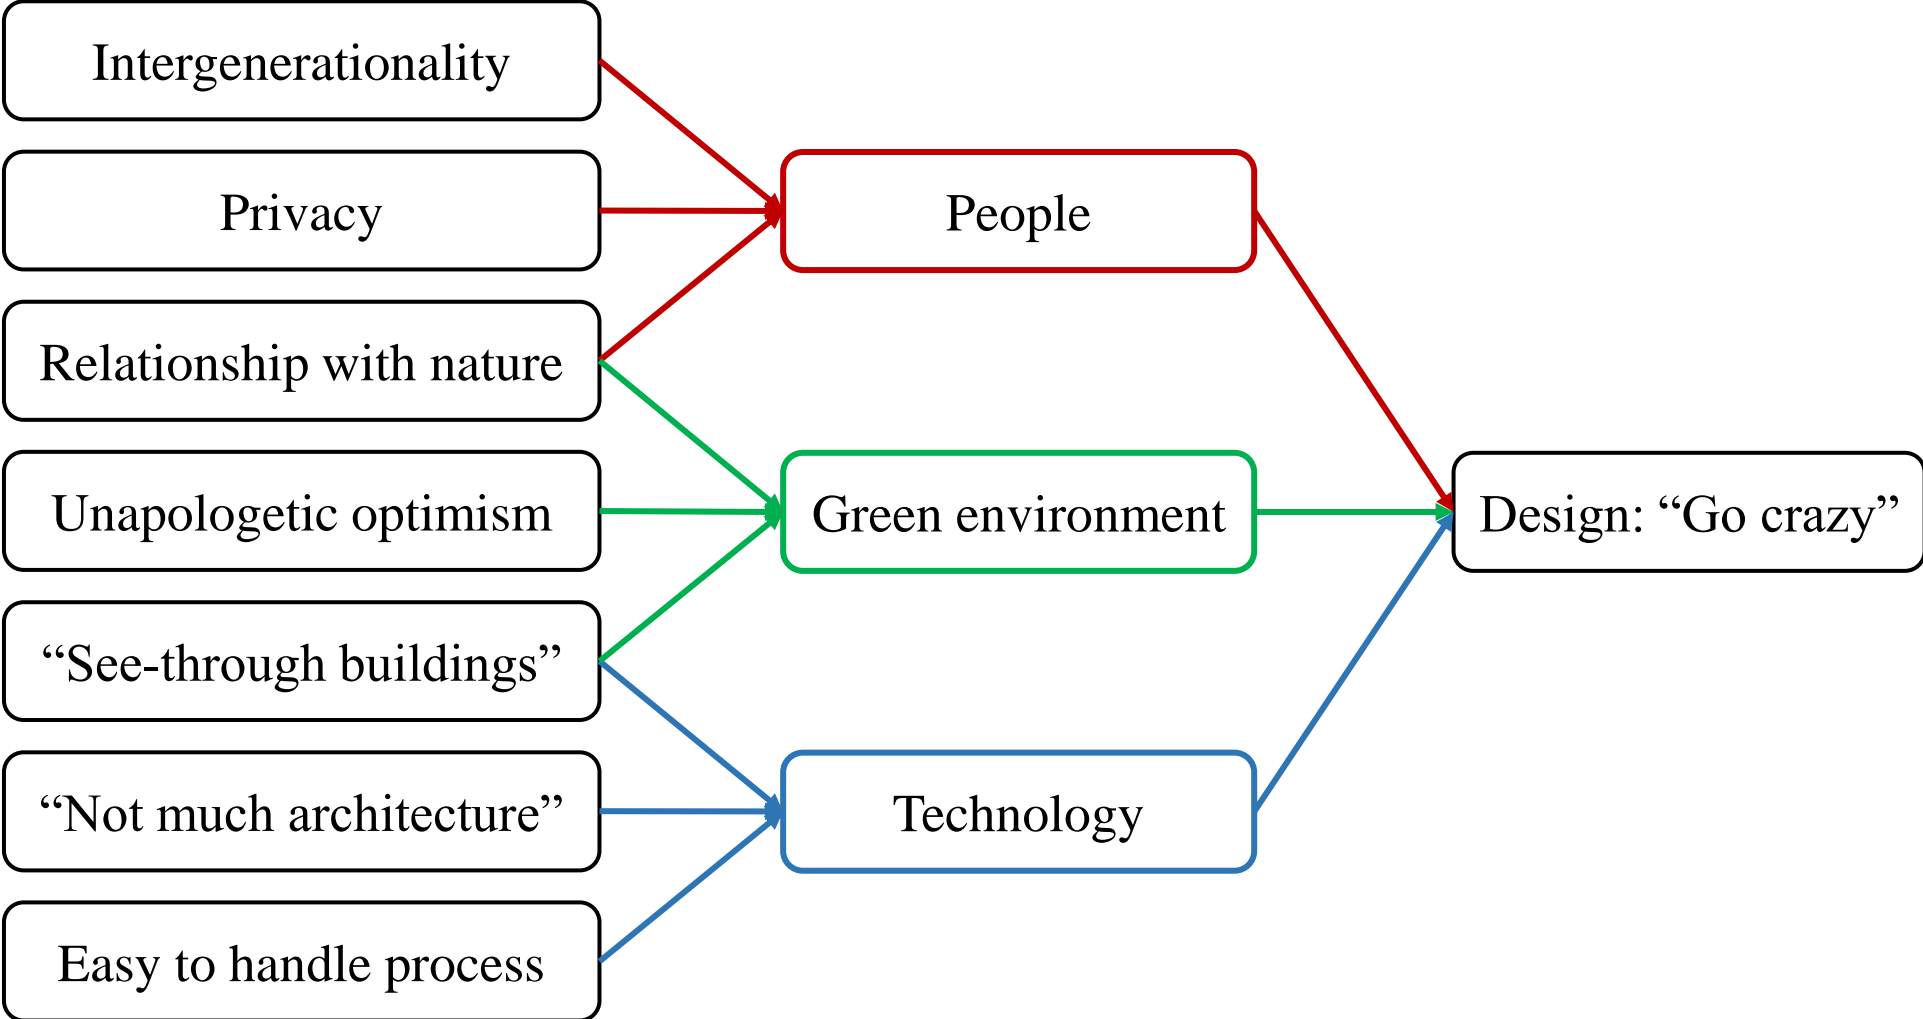 Intergenerationality
Privacy
Relationship with nature
Unapologetic optimism
“See-through buildings”
“Not much architecture”
Easy to handle process
People
Green environment
Technology
Design: “Go crazy”